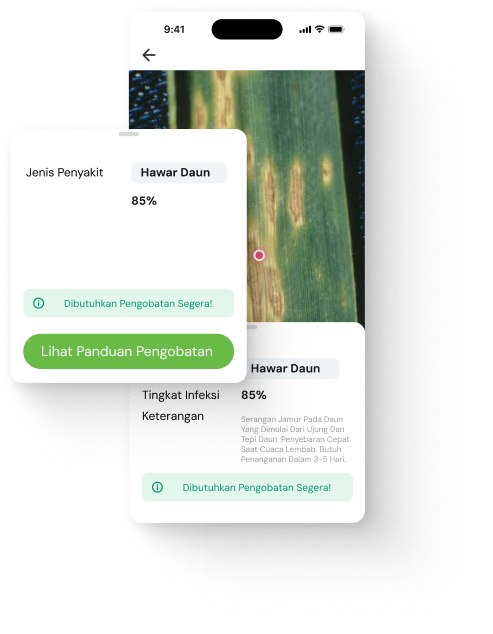 9:41
Jenis Penyakit
Hawar Daun
85%
Dibutuhkan Pengobatan Segera!
Lihat Panduan Pengobatan
Hawar Daun
Tingkat Infeksi
85%
Keterangan
Serangan Jamur Pada Daun
Yang Dimulai Dari Ujung Dan
Tepi Daun. Penyebaran Cepat
Saat Cuaca Lembab. Butuh
Penanganan Dalam 3-5 Hari.
Dibutuhkan Pengobatan Segera!